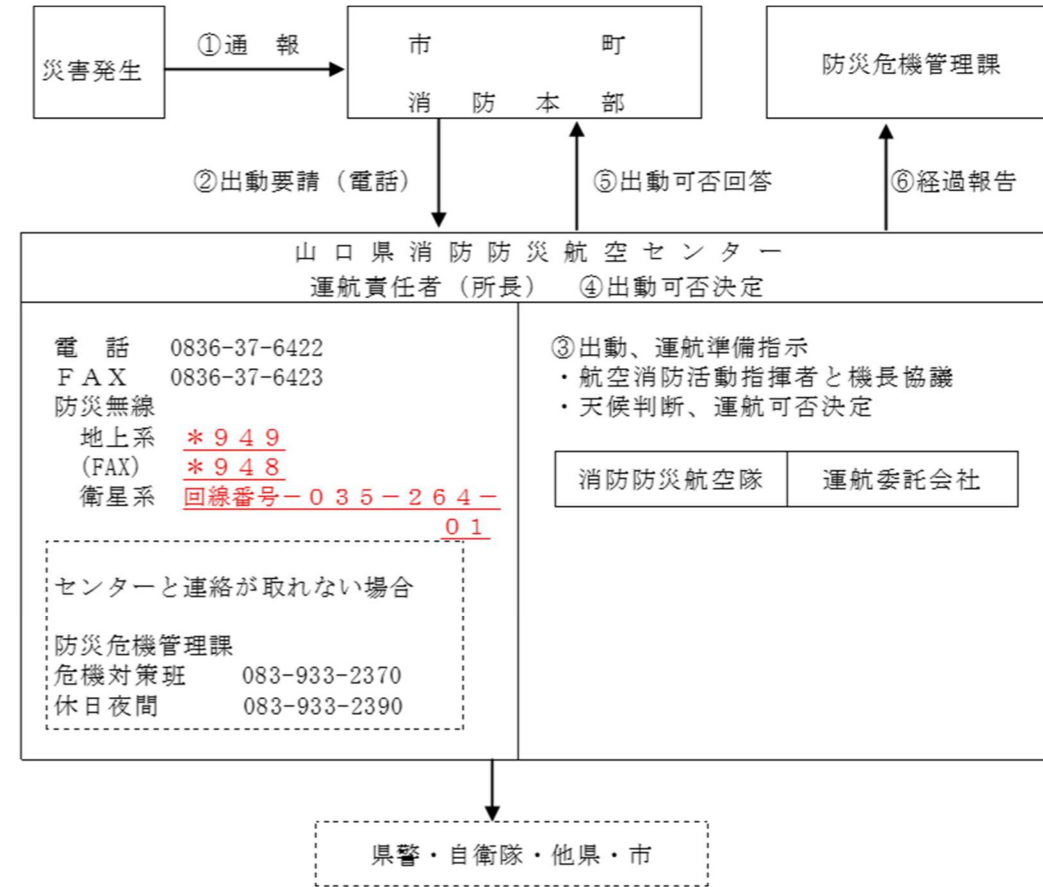 災害発生
①通　報
市　　　　　　町
消　防　本　部
防災危機管理課
②出動要請（電話）
⑤出動可否回答
⑥経過報告
山口県消防防災航空センター
運航責任者（所長）　④出動可否決定
電　話　0836-37-6422
ＦＡＸ　0836-37-6423
防災無線
地上系　＊９４９
(FAX)　＊９４８
衛星系　回線番号－０３５－２６４－
０１
センターと連絡が取れない場合
防災危機管理課
危機対策班　083-933-2370
休日夜間　083-933-2390
③出動、運航準備指示
・航空消防活動指揮者と機長協議
・天候判断、運航可否決定
消防防災航空隊　運航委託会社
県警・自衛隊・他県・市